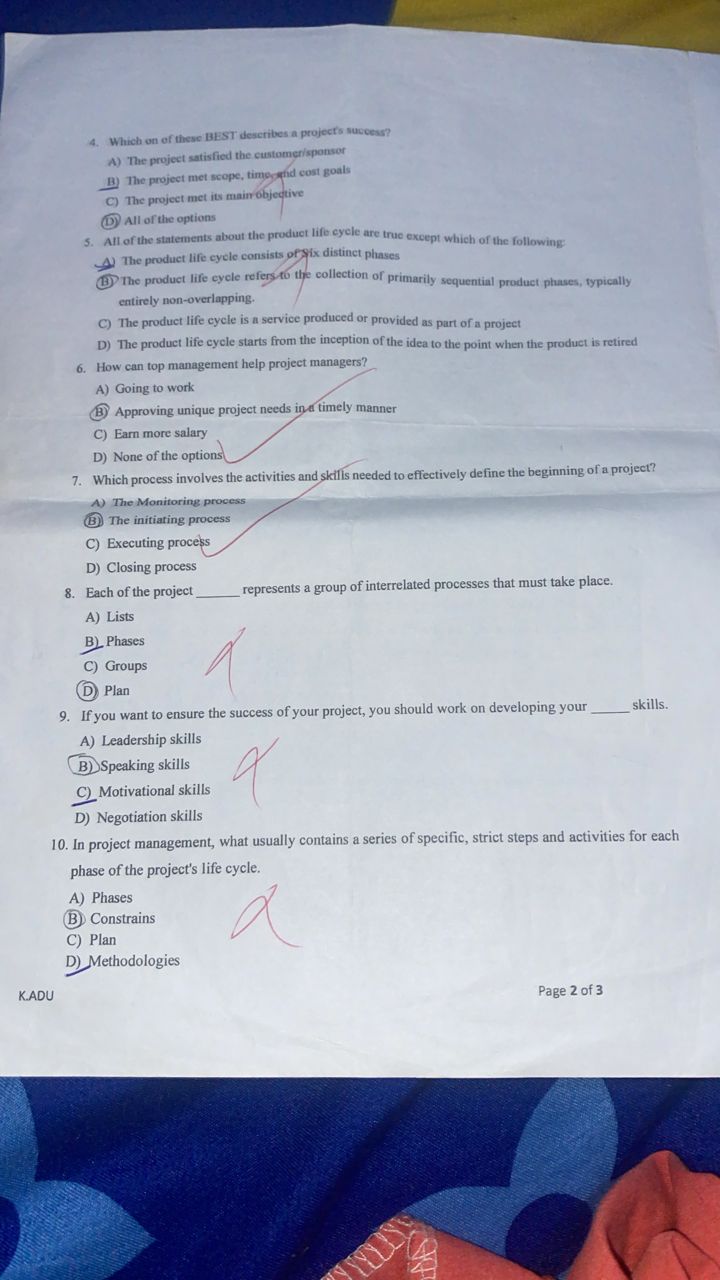 4. Which on of these BEST describes a project's success?
A) The project satisfied the customer/sponsor
B) The project met scope, time, and cost goals
C) The project met its main objective
D) All of the options
5. All of the statements about the product life cycle are true except which of the following:
A) The product life cycle consists of Six distinct phases
B) The product life cycle refers to the collection of primarily sequential product phases, typically
entirely non-overlapping.
C) The product life cycle is a service produced or provided as part of a project
D) The product life cycle starts from the inception of the idea to the point when the product is retired
6. How can top management help project managers?
A) Going to work
B) Approving unique project needs in a timely manner
C) Earn more salary
D) None of the options
7. Which process involves the activities and skills needed to effectively define the beginning of a project?
A) The Monitoring process
B) The initiating process
C) Executing process
D) Closing process
8. Each of the project ______ represents a group of interrelated processes that must take place.
A) Lists
B) Phases
C) Groups
D) Plan
9. If you want to ensure the success of your project, you should work on developing your _____ skills.
A) Leadership skills
B) Speaking skills
C) Motivational skills
D) Negotiation skills
10. In project management, what usually contains a series of specific, strict steps and activities for each
phase of the project's life cycle.
A) Phases
B) Constrains
C) Plan
D) Methodologies
K.ADU Page 2 of 3